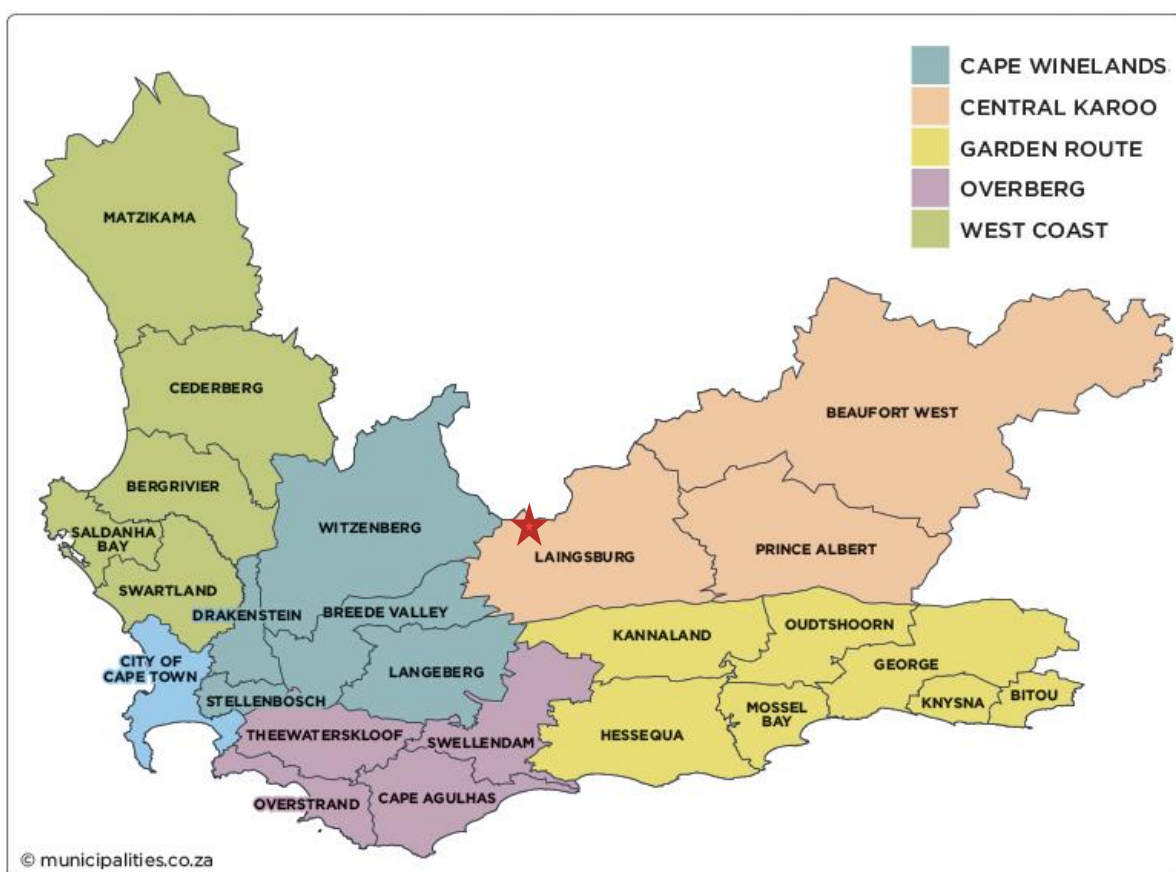 CAPE WINELANDS
CENTRAL KAROO
GARDEN ROUTE
OVERBERG
WEST COAST
MATZIKAMA
CEDERBERG
BEAUFORT WEST
BERGRIVIER
WITZENBERG
SALDANHA
BAY
LAINGSBURG
PRINCE ALBERT
SWARTLAND
DRAKENSTEIN
BREEDE VALLEY
KANNALAND
OUDTSHOORN
CITY OF
CAPE TOWN
LANGEBERG
GEORGE
STELLENBOSCH
MOSSEL
BAY
KNYSNA
BITOU
THEEWATERSKLOOF
SWELLENDAM
HESSEQUA
OVERSTRAND
CAPE AGULHAS
© municipalities.co.za